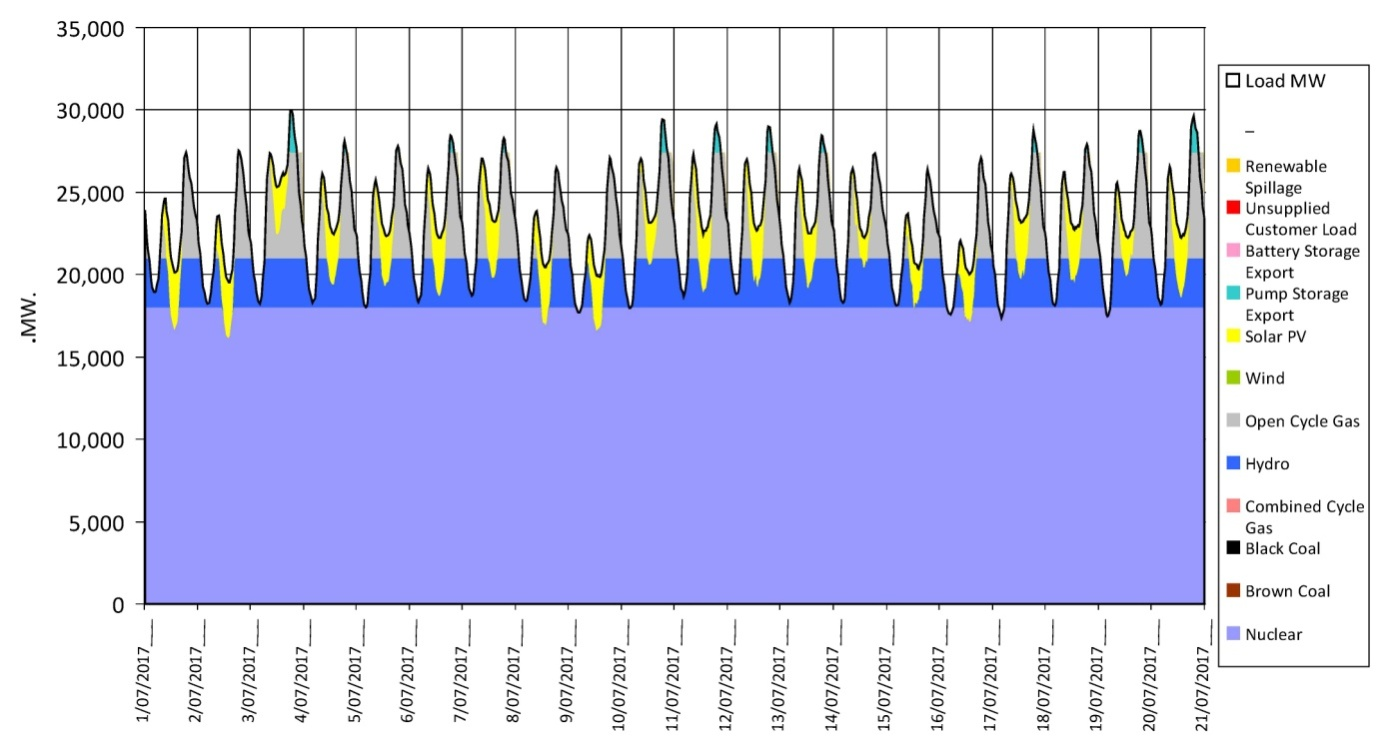 35,000
30,000
25,000
20,000
15,000
10,000
5,000
0
.MW.
1/07/2017
2/07/2017
3/07/2017
4/07/2017
5/07/2017
6/07/2017
7/07/2017
8/07/2017
9/07/2017
10/07/2017
11/07/2017
12/07/2017
13/07/2017
14/07/2017
15/07/2017
16/07/2017
17/07/2017
18/07/2017
19/07/2017
20/07/2017
21/07/2017
Load MW
_
Renewable
Spillage
Unsupplied
Customer Load
Battery Storage
Export
Pump Storage
Export
Solar PV
Wind
Open Cycle Gas
Hydro
Combined Cycle
Gas
Black Coal
Brown Coal
Nuclear